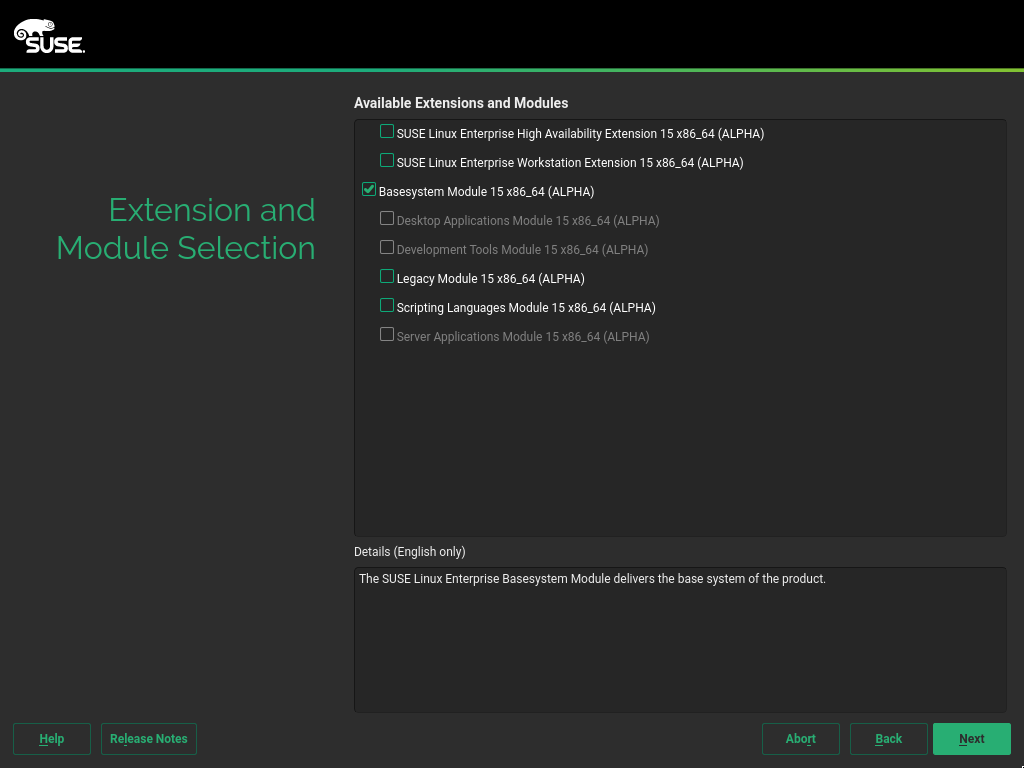 SUSE.
Extension and
Module Selection
Available Extensions and Modules
SUSE Linux Enterprise High Availability Extension 15 x86_64 (ALPHA)
SUSE Linux Enterprise Workstation Extension 15 x86_64 (ALPHA)
Basesystem Module 15 x86_64 (ALPHA)
Desktop Applications Module 15 x86_64 (ALPHA)
Development Tools Module 15 x86_64 (ALPHA)
Legacy Module 15 x86_64 (ALPHA)
Scripting Languages Module 15 x86_64 (ALPHA)
Server Applications Module 15 x86_64 (ALPHA)
Details (English only)
The SUSE Linux Enterprise Basesystem Module delivers the base system of the product.
Help
Release Notes
Abort
Back
Next